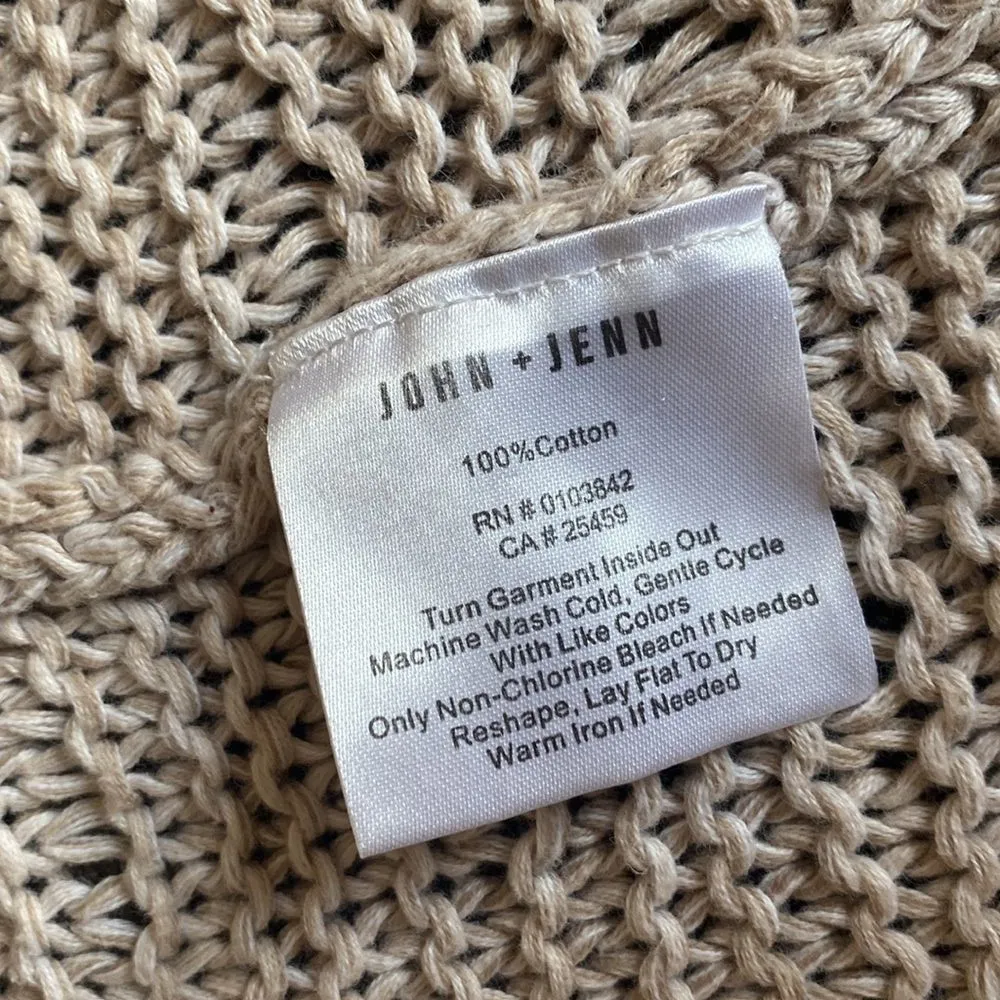 JOHN + JENN
100%Cotton
RN # 0103842
CA# 25459
Turn Garment Inside Out
Machine Wash Cold, Gentle Cycle
With Like Colors
Only Non-Chlorine Bleach If Needed
Reshape, Lay Flat To Dry
Warm Iron If Needed